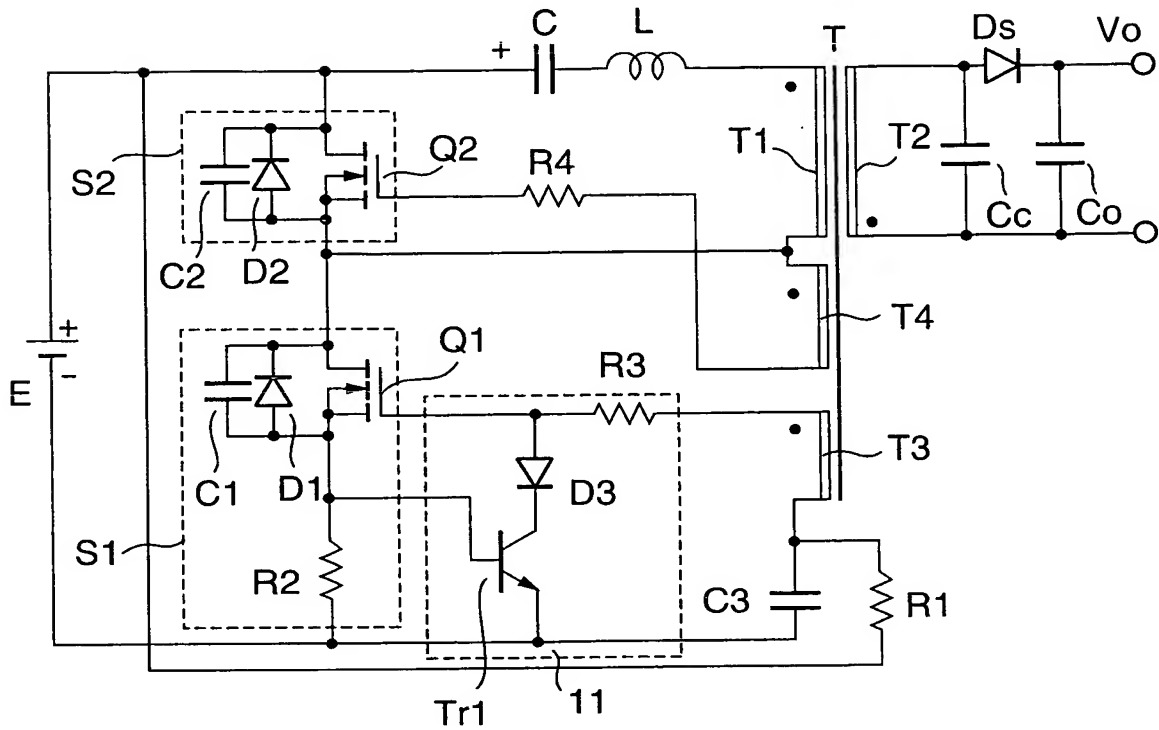 C L T Ds Vo
+
S2 Q2 R4 T1 T2
C2 D2 Cc Co
T4
+
E
-
Q1 R3
C1 D1 D3 T3
S1 R2
C3 R1
Tr1 11